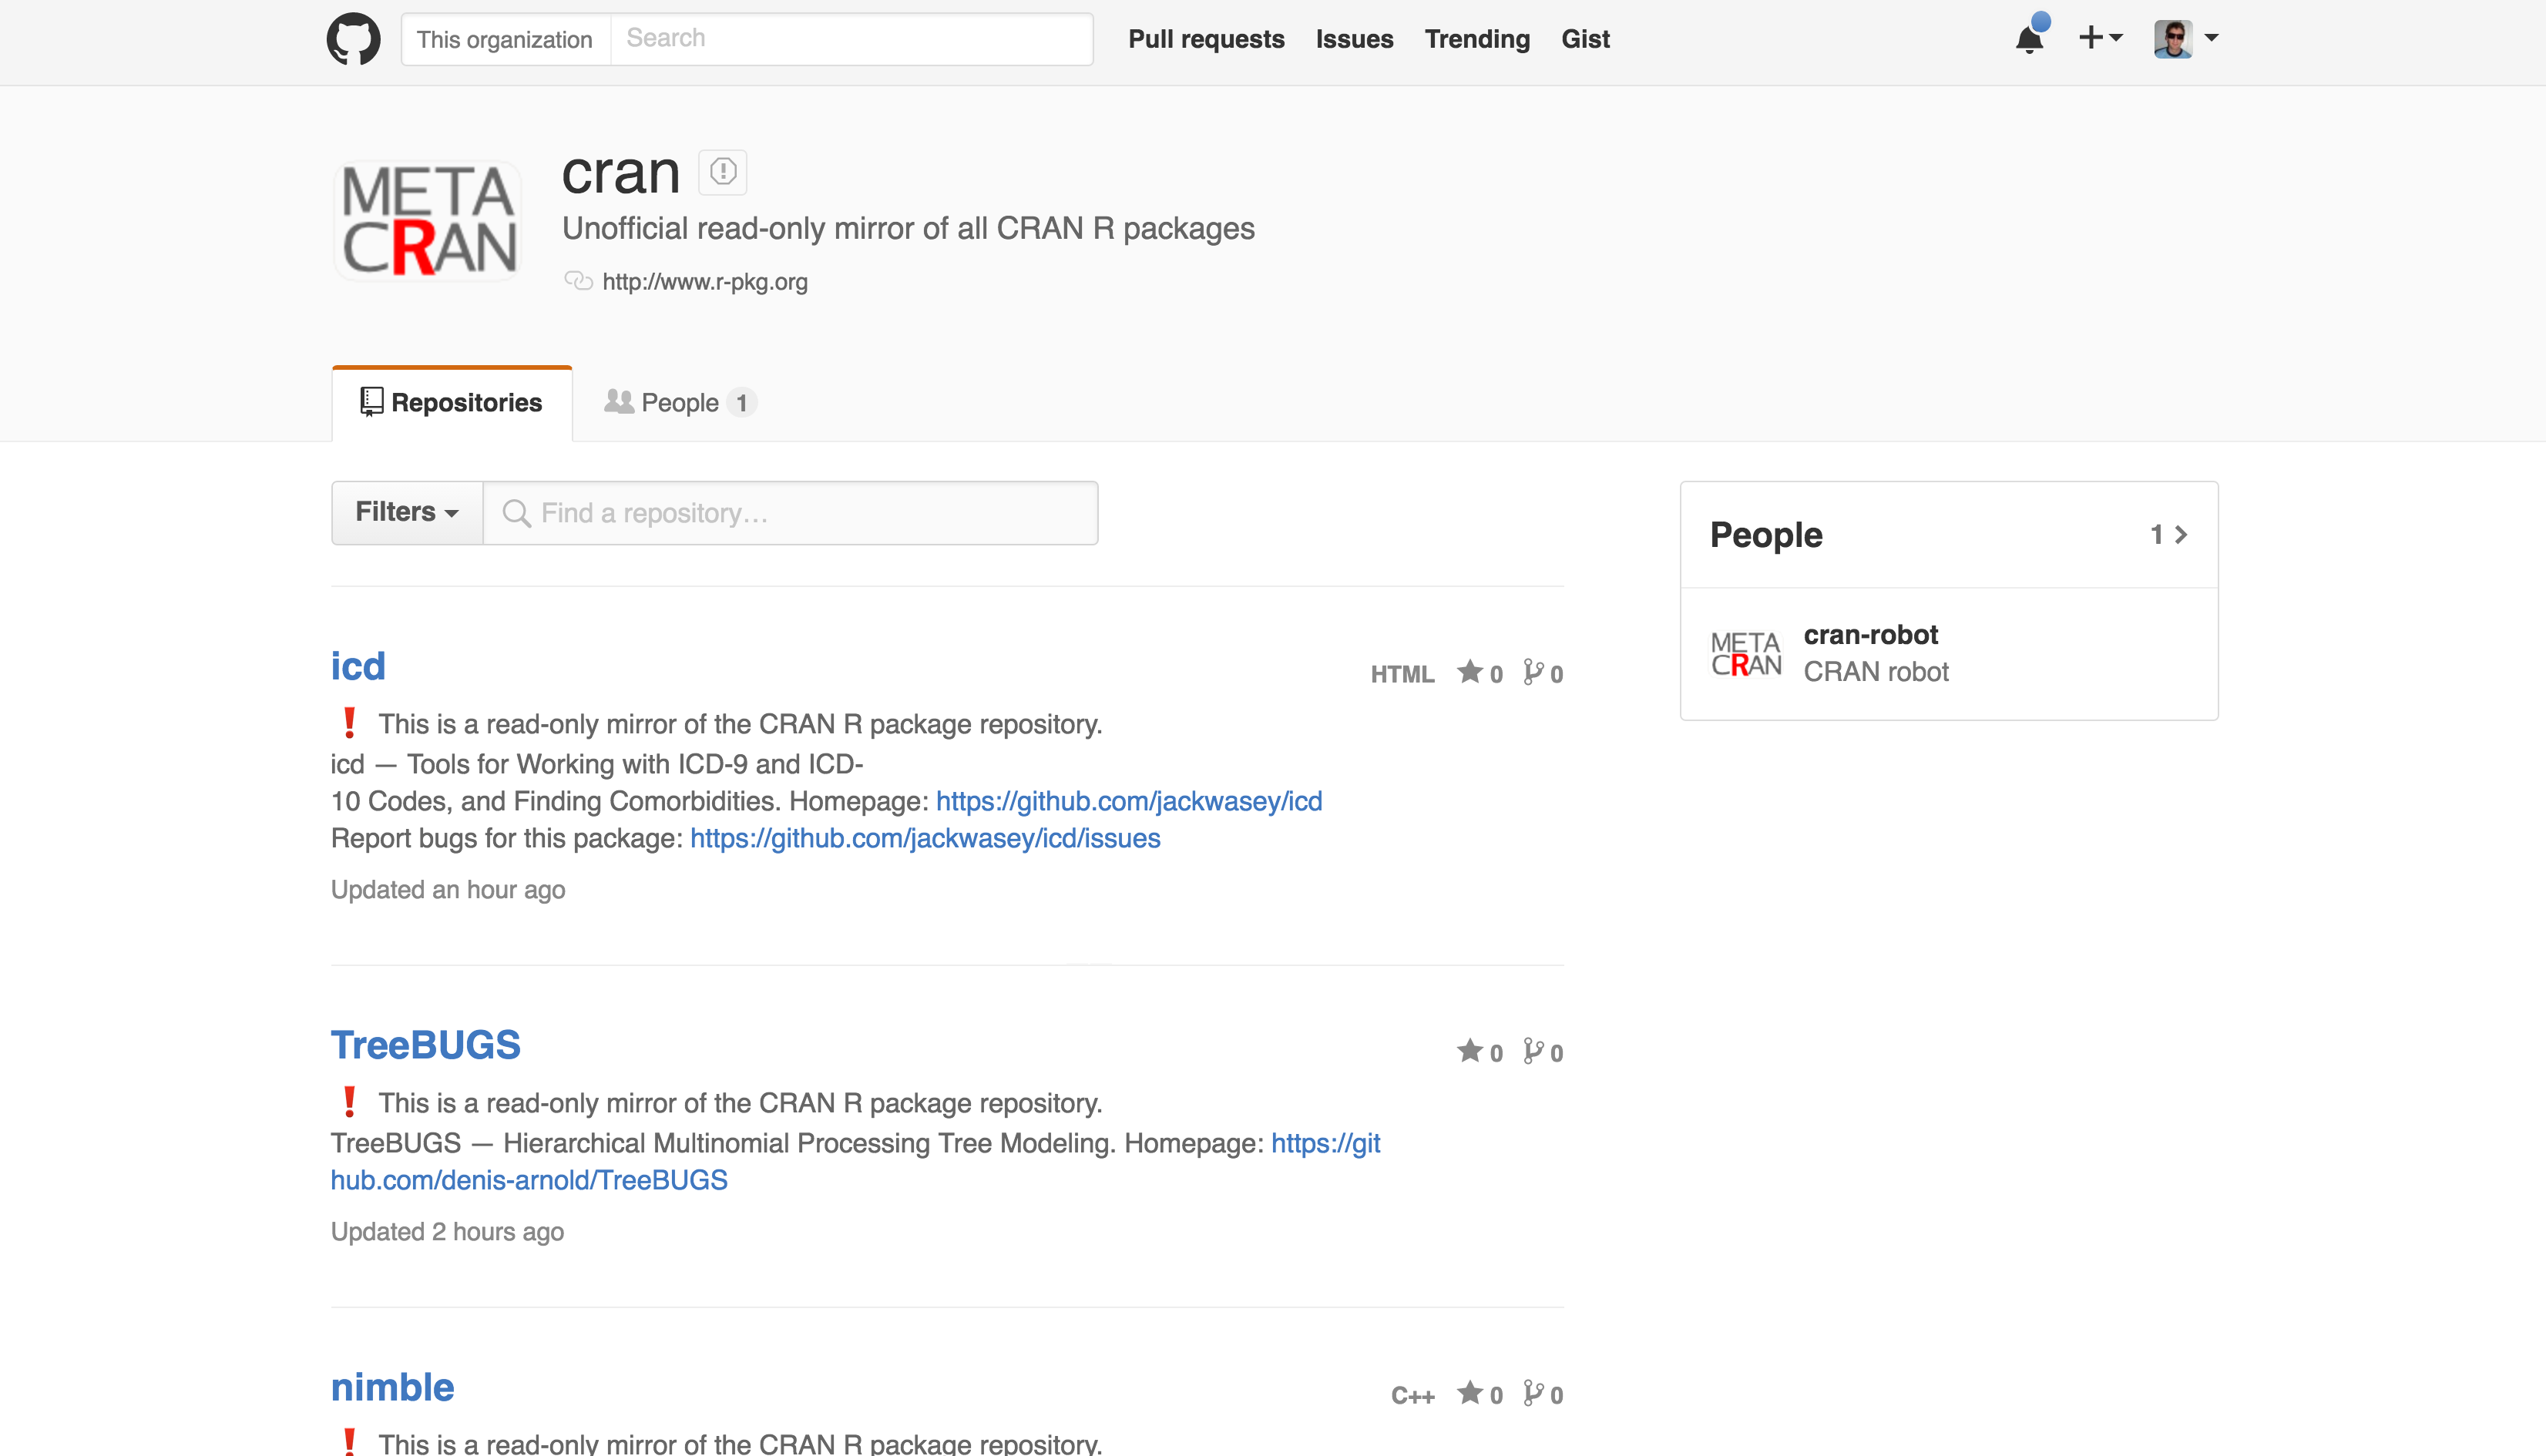 This organization Search Pull requests Issues Trending Gist
META
CRAN
cran
Unofficial read-only mirror of all CRAN R packages
http://www.r-pkg.org
Repositories People 1
Filters Find a repository…
icd
HTML 0 0
This is a read-only mirror of the CRAN R package repository.
icd — Tools for Working with ICD-9 and ICD-
10 Codes, and Finding Comorbidities. Homepage: https://github.com/jackwasey/icd
Report bugs for this package: https://github.com/jackwasey/icd/issues
Updated an hour ago
TreeBUGS
0 0
This is a read-only mirror of the CRAN R package repository.
TreeBUGS — Hierarchical Multinomial Processing Tree Modeling. Homepage: https://git
hub.com/denis-arnold/TreeBUGS
Updated 2 hours ago
nimble
C++ 0 0
This is a read-only mirror of the CRAN R package repository.
People 1
META
CRAN
cran-robot
CRAN robot